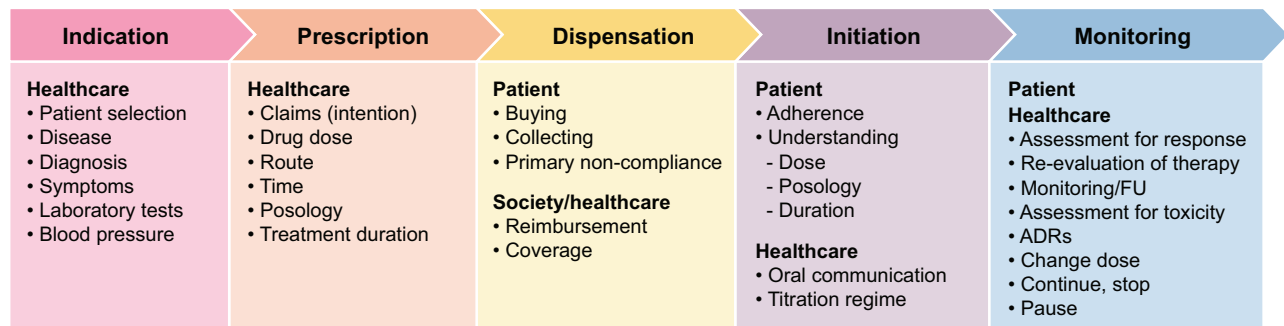 Indication
Prescription
Dispensation
Initiation
Monitoring
Healthcare
• Patient selection
• Disease
• Diagnosis
• Symptoms
• Laboratory tests
• Blood pressure
Healthcare
• Claims (intention)
• Drug dose
• Route
• Time
• Posology
• Treatment duration
Patient
• Buying
• Collecting
• Primary non-compliance
Society/healthcare
• Reimbursement
• Coverage
Patient
• Adherence
• Understanding
- Dose
- Posology
- Duration
Healthcare
• Oral communication
• Titration regime
Patient
Healthcare
• Assessment for response
• Re-evaluation of therapy
• Monitoring/FU
• Assessment for toxicity
• ADRs
• Change dose
• Continue, stop
• Pause